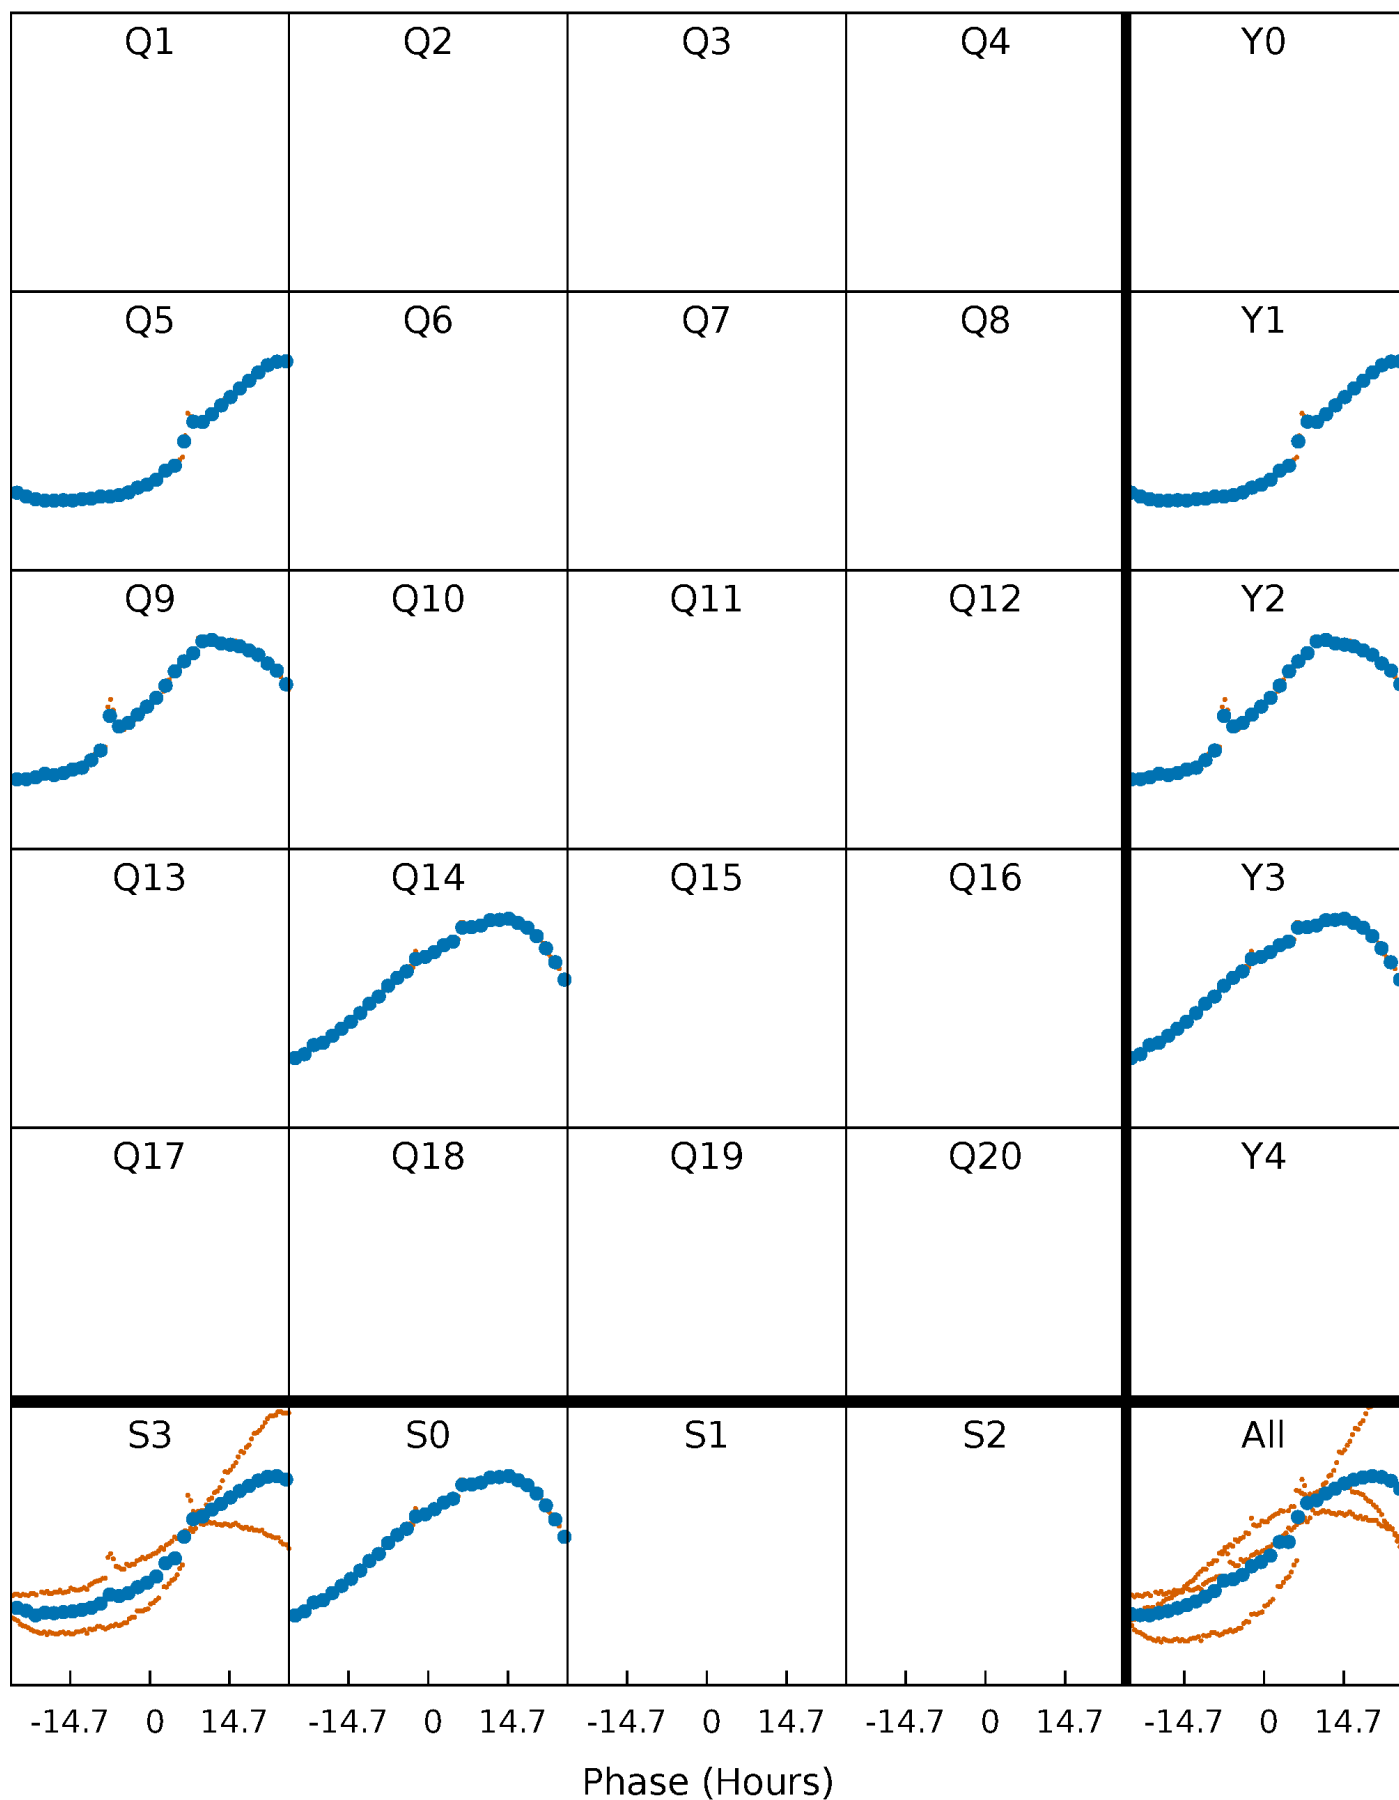 Q1 Q2 Q3 Q4 Y0
Q5 Q6 Q7 Q8 Y1
Q9 Q10 Q11 Q12 Y2
Q13 Q14 Q15 Q16 Y3
Q17 Q18 Q19 Q20 Y4
S3 S0 S1 S2 All
-14.7 0 14.7 -14.7 0 14.7 -14.7 0 14.7 -14.7 0 14.7 -14.7 0 14.7
Phase (Hours)